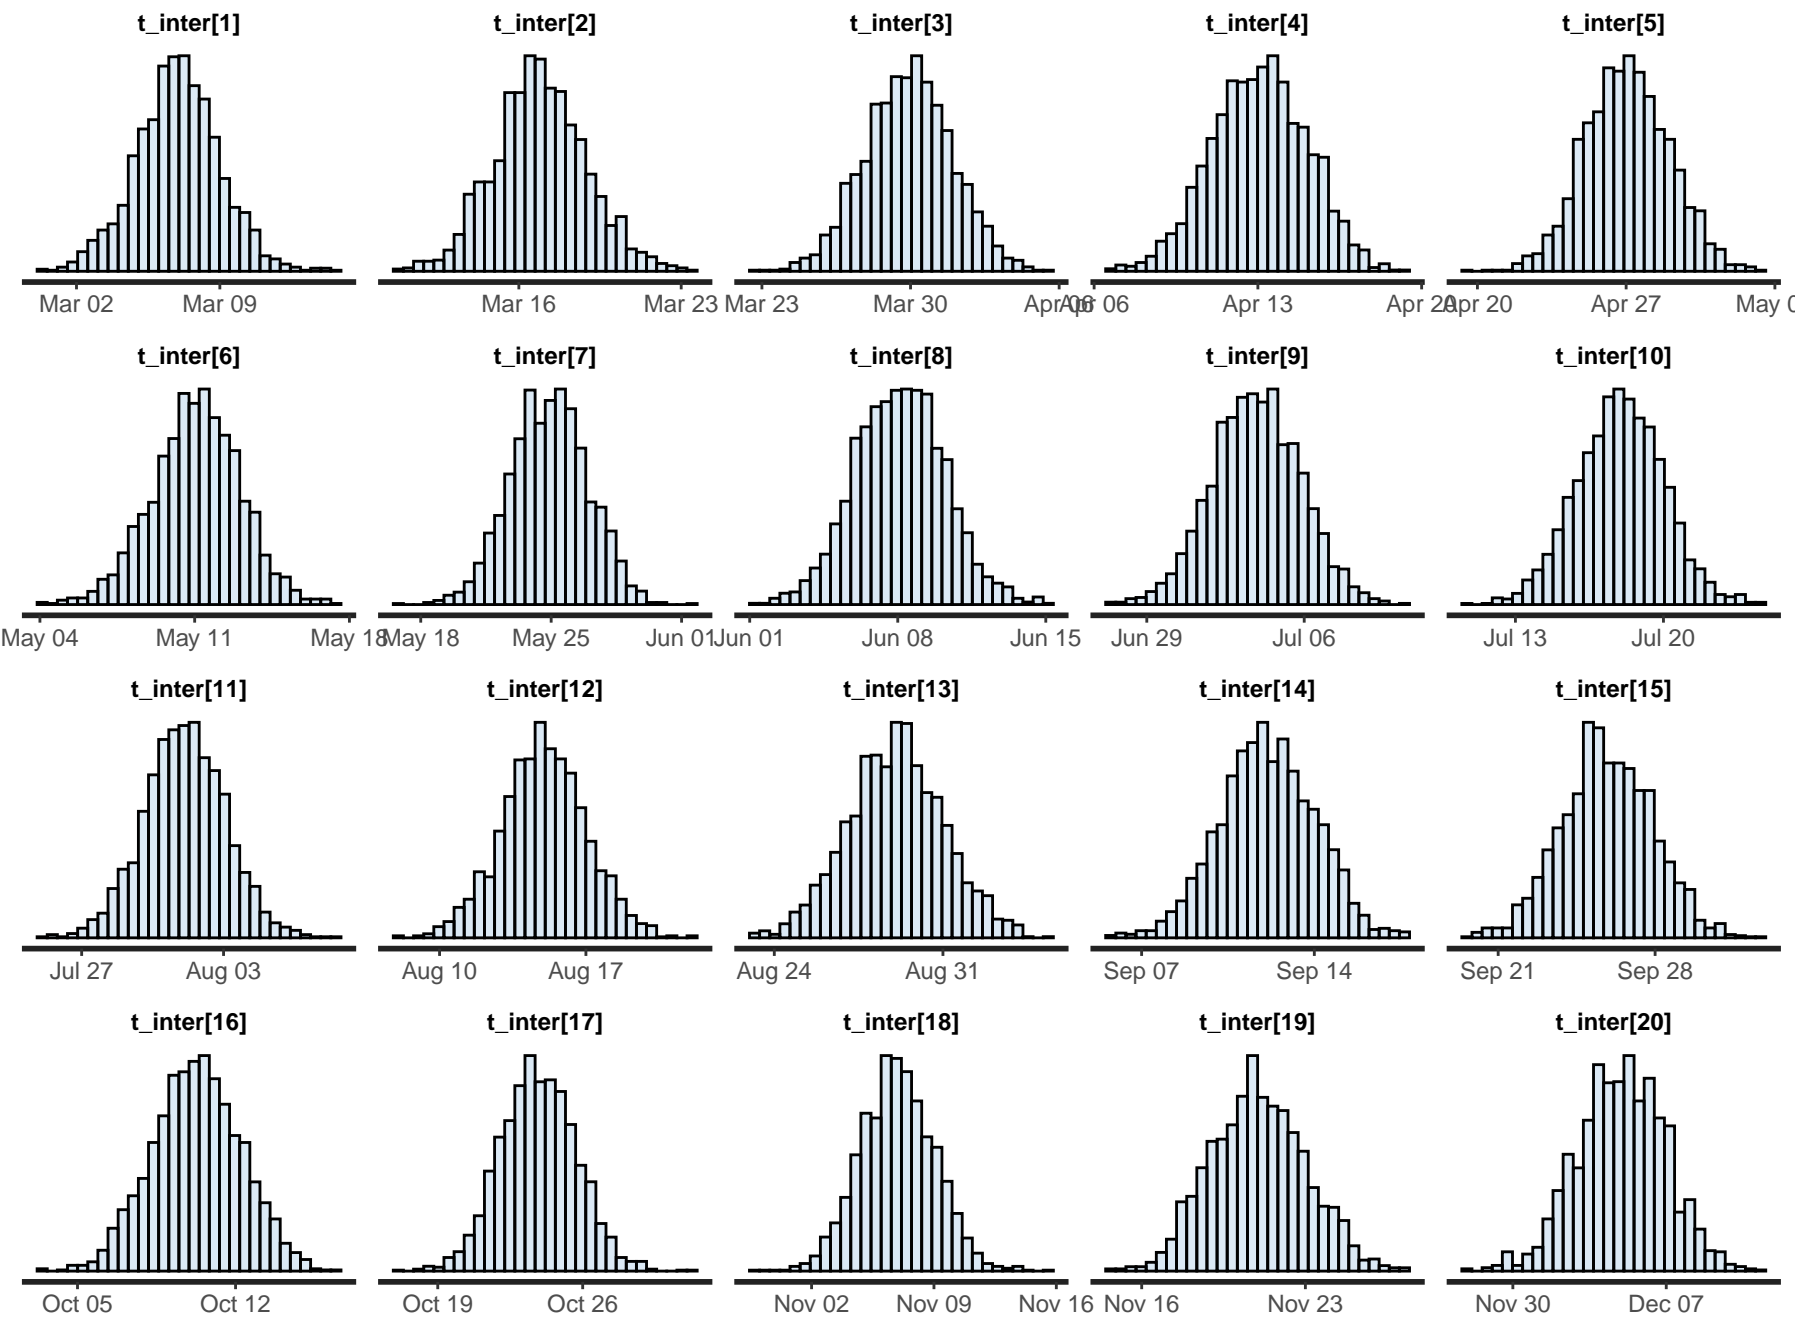 t_inter[1] t_inter[2] t_inter[3] t_inter[4] t_inter[5]
Mar 02 Mar 09 Mar 16 Mar 23 Mar 23 Mar 30 Apr 06 Apr 06 Apr 13 Apr 20 Apr 20 Apr 27 May 0
t_inter[6] t_inter[7] t_inter[8] t_inter[9] t_inter[10]
May 04 May 11 May 18 May 18 May 25 Jun 01 Jun 01 Jun 08 Jun 15 Jun 29 Jul 06 Jul 13 Jul 20
t_inter[11] t_inter[12] t_inter[13] t_inter[14] t_inter[15]
Jul 27 Aug 03 Aug 10 Aug 17 Aug 24 Aug 31 Sep 07 Sep 14 Sep 21 Sep 28
t_inter[16] t_inter[17] t_inter[18] t_inter[19] t_inter[20]
Oct 05 Oct 12 Oct 19 Oct 26 Nov 02 Nov 09 Nov 16 Nov 16 Nov 23 Nov 30 Dec 07